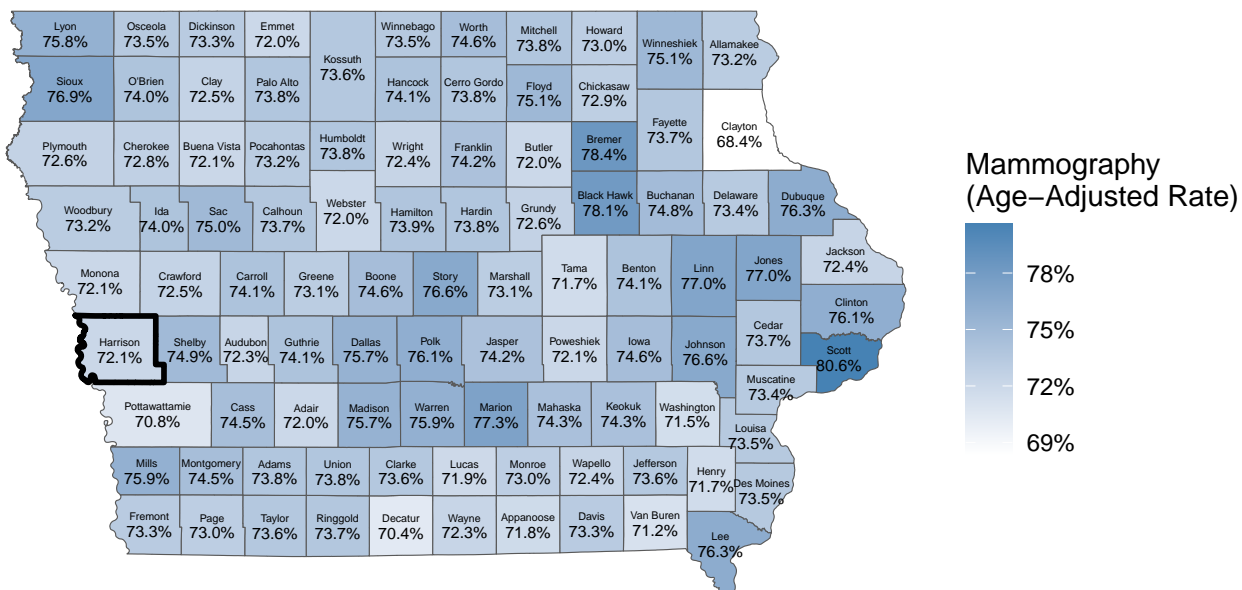 Lyon
75.8%
Osceola
73.5%
Dickinson
73.3%
Emmet
72.0%
Kossuth
73.6%
Winnebago
73.5%
Worth
74.6%
Mitchell
73.8%
Howard
73.0%
Winneshiek
75.1%
Allamakee
73.2%
Sioux
76.9%
O'Brien
74.0%
Clay
72.5%
Palo Alto
73.8%
Hancock
74.1%
Cerro Gordo
73.8%
Floyd
75.1%
Chickasaw
72.9%
Fayette
73.7%
Clayton
68.4%
Plymouth
72.6%
Cherokee
72.8%
Buena Vista
72.1%
Pocahontas
73.2%
Humboldt
73.8%
Wright
72.4%
Franklin
74.2%
Butler
72.0%
Bremer
78.4%
Woodbury
73.2%
Ida
74.0%
Sac
75.0%
Calhoun
73.7%
Webster
72.0%
Hamilton
73.9%
Hardin
73.8%
Grundy
72.6%
Black Hawk
78.1%
Buchanan
74.8%
Delaware
73.4%
Dubuque
76.3%
Monona
72.1%
Crawford
72.5%
Carroll
74.1%
Greene
73.1%
Boone
74.6%
Story
76.6%
Marshall
73.1%
Tama
71.7%
Benton
74.1%
Linn
77.0%
Jones
77.0%
Jackson
72.4%
Clinton
76.1%
Harrison
72.1%
Shelby
74.9%
Audubon
72.3%
Guthrie
74.1%
Dallas
75.7%
Polk
76.1%
Jasper
74.2%
Poweshiek
72.1%
Iowa
74.6%
Johnson
76.6%
Cedar
73.7%
Scott
80.6%
Muscatine
73.4%
Pottawattamie
70.8%
Cass
74.5%
Adair
72.0%
Madison
75.7%
Warren
75.9%
Marion
77.3%
Mahaska
74.3%
Keokuk
74.3%
Washington
71.5%
Louisa
73.5%
Mills
75.9%
Montgomery
74.5%
Adams
73.8%
Union
73.8%
Clarke
73.6%
Lucas
71.9%
Monroe
73.0%
Wapello
72.4%
Jefferson
73.6%
Henry
71.7%
Des Moines
73.5%
Fremont
73.3%
Page
73.0%
Taylor
73.6%
Ringgold
73.7%
Decatur
70.4%
Wayne
72.3%
Appanoose
71.8%
Davis
73.3%
Van Buren
71.2%
Lee
76.3%
Mammography
(Age−Adjusted Rate)
78%
75%
72%
69%